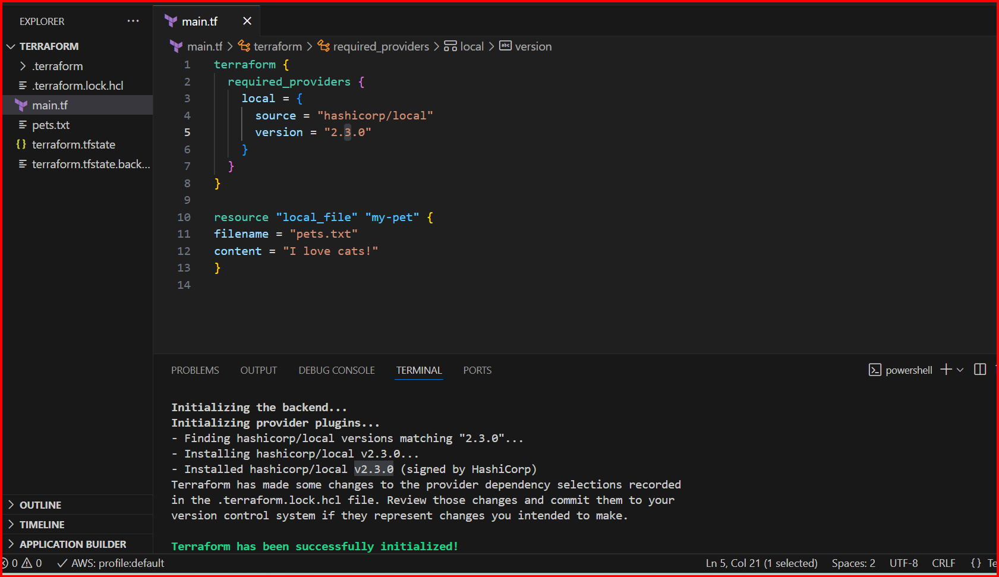 EXPLORER
TERRAFORM
.terraform
.terraform.lock.hcl
main.tf
pets.txt
terraform.tfstate
terraform.tfstate.back...
OUTLINE
TIMELINE
APPLICATION BUILDER
main.tf
main.tf > terraform > required_providers > local > version
1 terraform {
2 required_providers {
3 local = {
4 source = "hashicorp/local"
5 version = "2.3.0"
6 }
7 }
8 }
9
10 resource "local_file" "my-pet" {
11 filename = "pets.txt"
12 content = "I love cats!"
13 }
14
PROBLEMS OUTPUT DEBUG CONSOLE TERMINAL PORTS
powershell
Initializing the backend...
Initializing provider plugins...
- Finding hashicorp/local versions matching "2.3.0"...
- Installing hashicorp/local v2.3.0...
- Installed hashicorp/local v2.3.0 (signed by HashiCorp)
Terraform has made some changes to the provider dependency selections recorded
in the .terraform.lock.hcl file. Review those changes and commit them to your
version control system if they represent changes you intended to make.
Terraform has been successfully initialized!
0 0 AWS: profile:default Ln 5, Col 21 (1 selected) Spaces: 2 UTF-8 CRLF {} Te